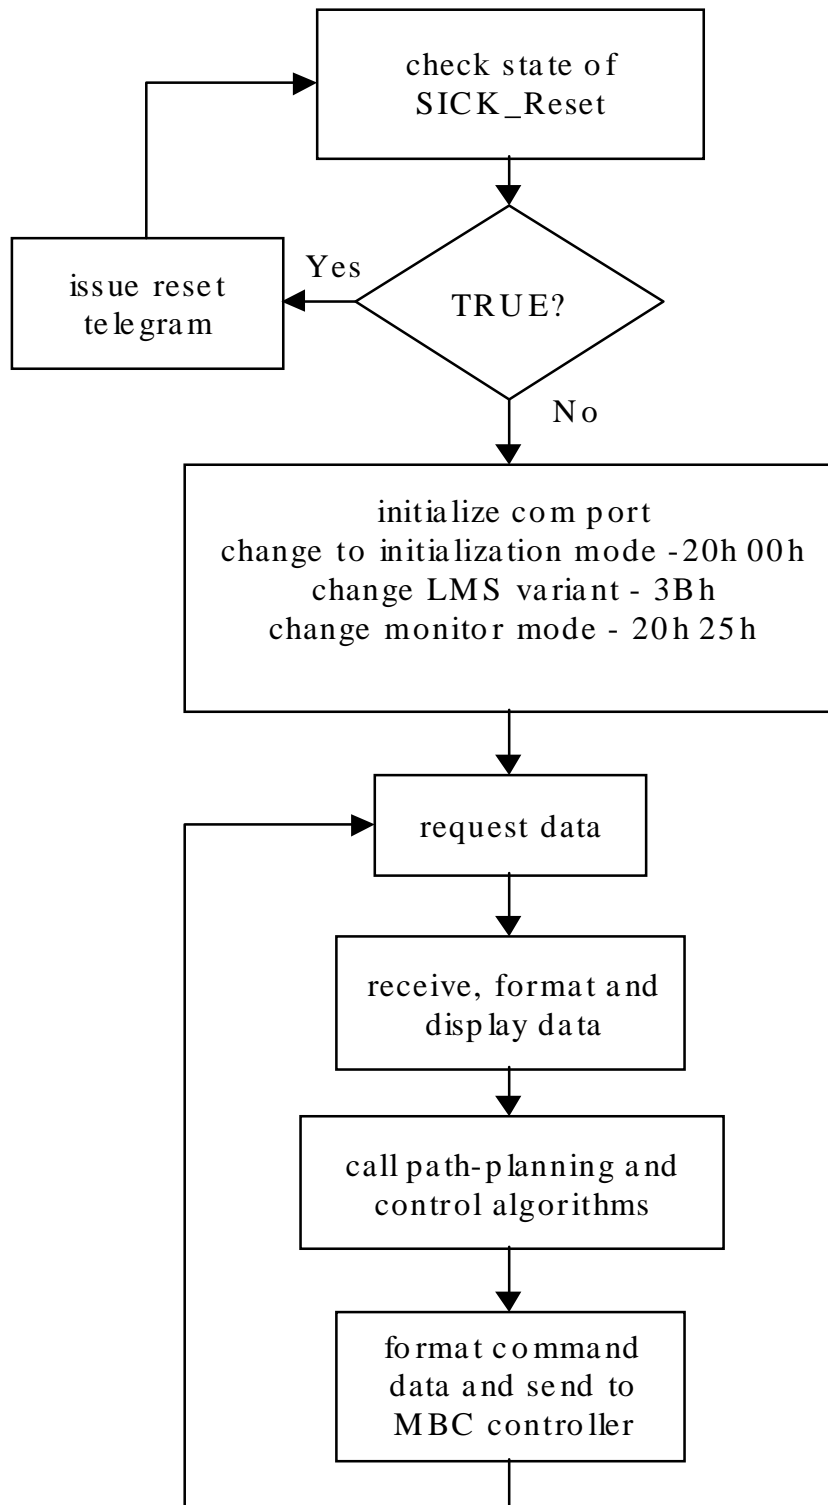 check state of
SICK_Reset
Yes
issue reset
telegram
TRUE?
No
initialize com port
change to initialization mode -20h 00h
change LMS variant - 3Bh
change monitor mode - 20h 25h
request data
receive, format and
display data
call path-planning and
control algorithms
format command
data and send to
MBC controller